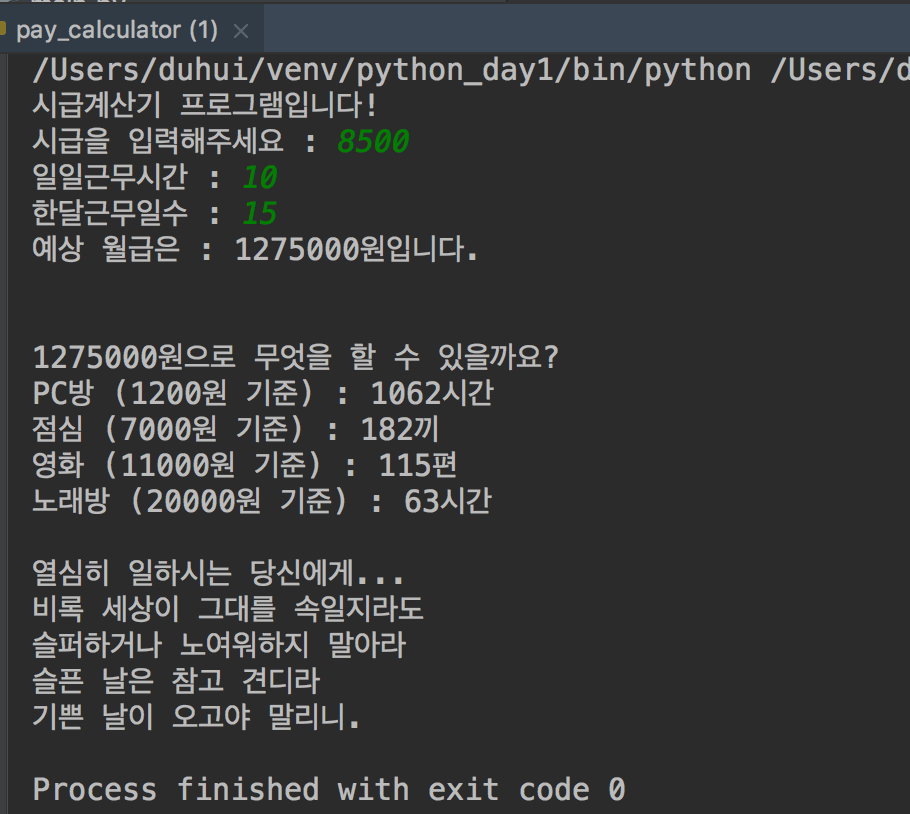 pay_calculator (1)
/Users/duhui/venv/python_day1/bin/python /Users/d
시급계산기 프로그램입니다!
시급을 입력해주세요 : 8500
일일근무시간 : 10
한달근무일수 : 15
예상 월급은 : 1275000원입니다.
1275000원으로 무엇을 할 수 있을까요?
PC방 (1200원 기준) : 1062시간
점심 (7000원 기준) : 182끼
영화 (11000원 기준) : 115편
노래방 (20000원 기준) : 63시간
열심히 일하시는 당신에게...
비록 세상이 그대를 속일지라도
슬퍼하거나 노여워하지 말아라
슬픈 날은 참고 견디라
기쁜 날이 오고야 말리니.
Process finished with exit code 0